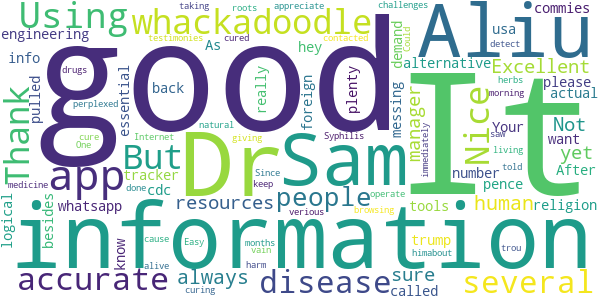 taking roots appreciate challenges
Using testimonies cured contacted Could detect commies
engineering whackadoodle Aliu usa
info As hey demand alternative Excellent
pulled back really plenty please
drugs essential foreign messing manager actual
perplexed good It herbs morning
Thank cure One natural Internet giving Syphilis Nice immediately saw Not yet
But Dr Sam Your want
app tracker Since keep living After
medicine done cdc people number told pence
whatsapp resources human religion
logical besides information tools operate
cause months Easy vain verious browsing trump trou
know alive harm himabout
accurate always disease sure several
curing called